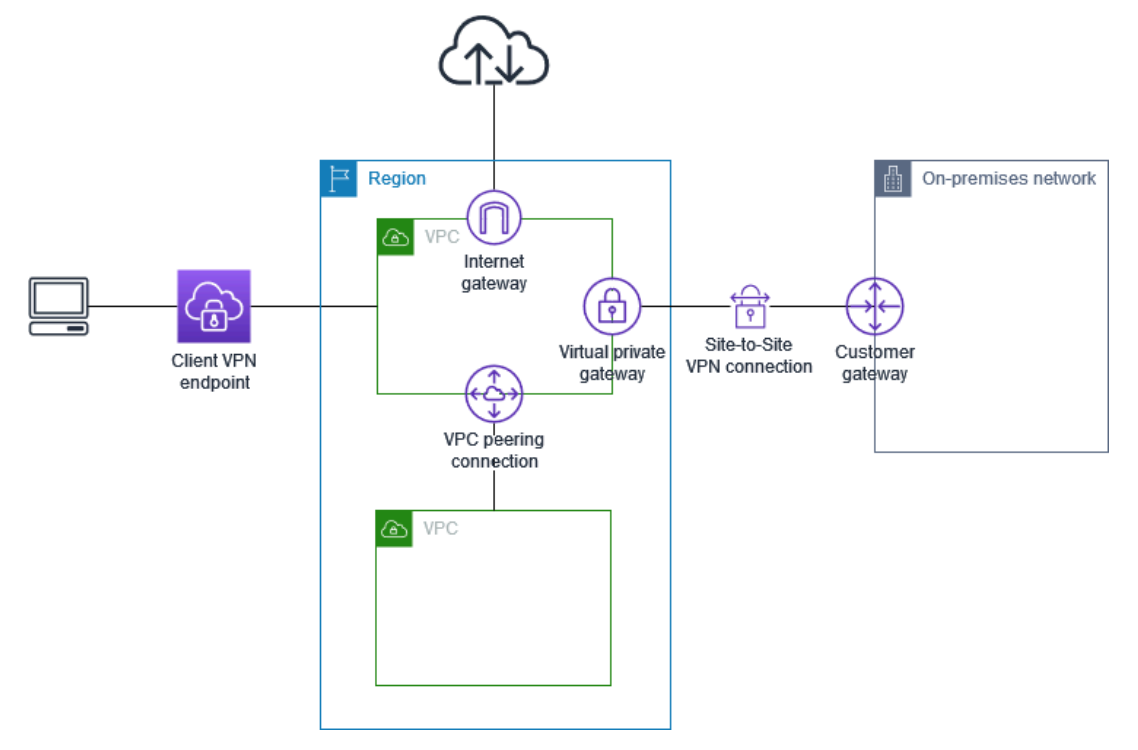 Region
On-premises network
VPC
Internet
gateway
Client VPN
endpoint
Virtual private
gateway
Site-to-Site
VPN connection
Customer
gateway
VPC peering
connection
VPC